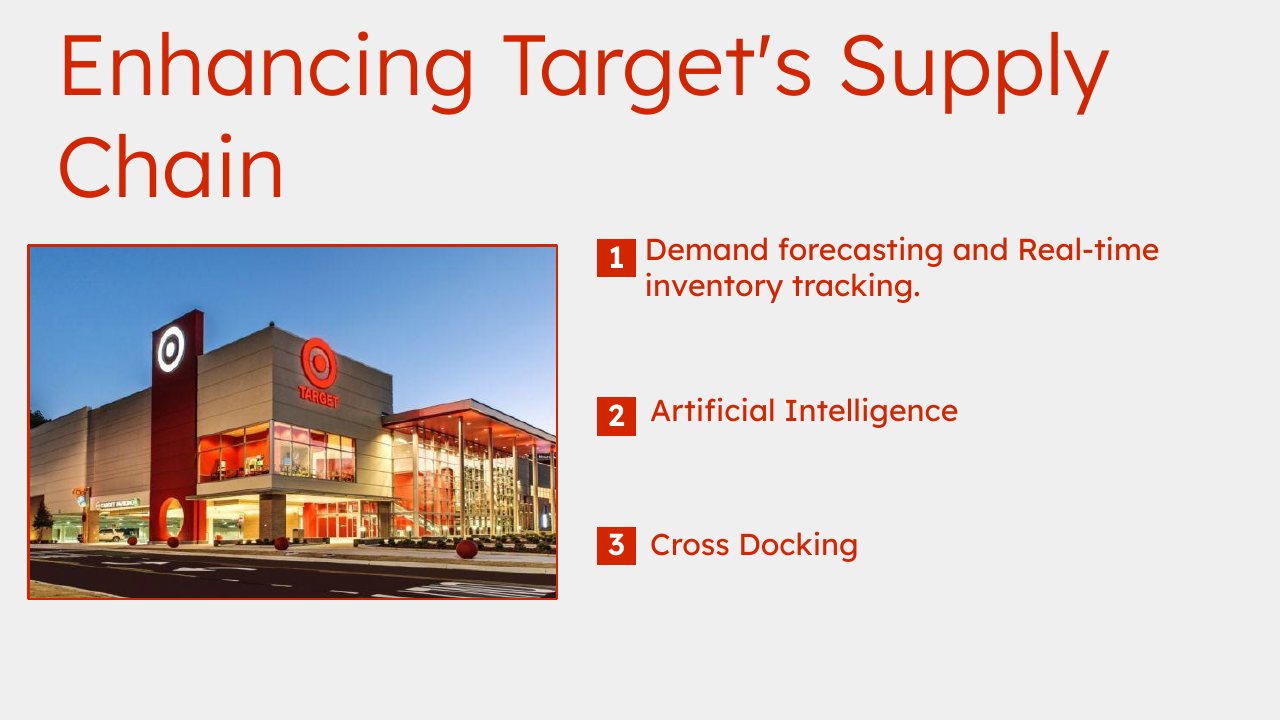 Enhancing Target's Supply
Chain
1 Demand forecasting and Real-time
inventory tracking.
2 Artificial Intelligence
3 Cross Docking
TARGET